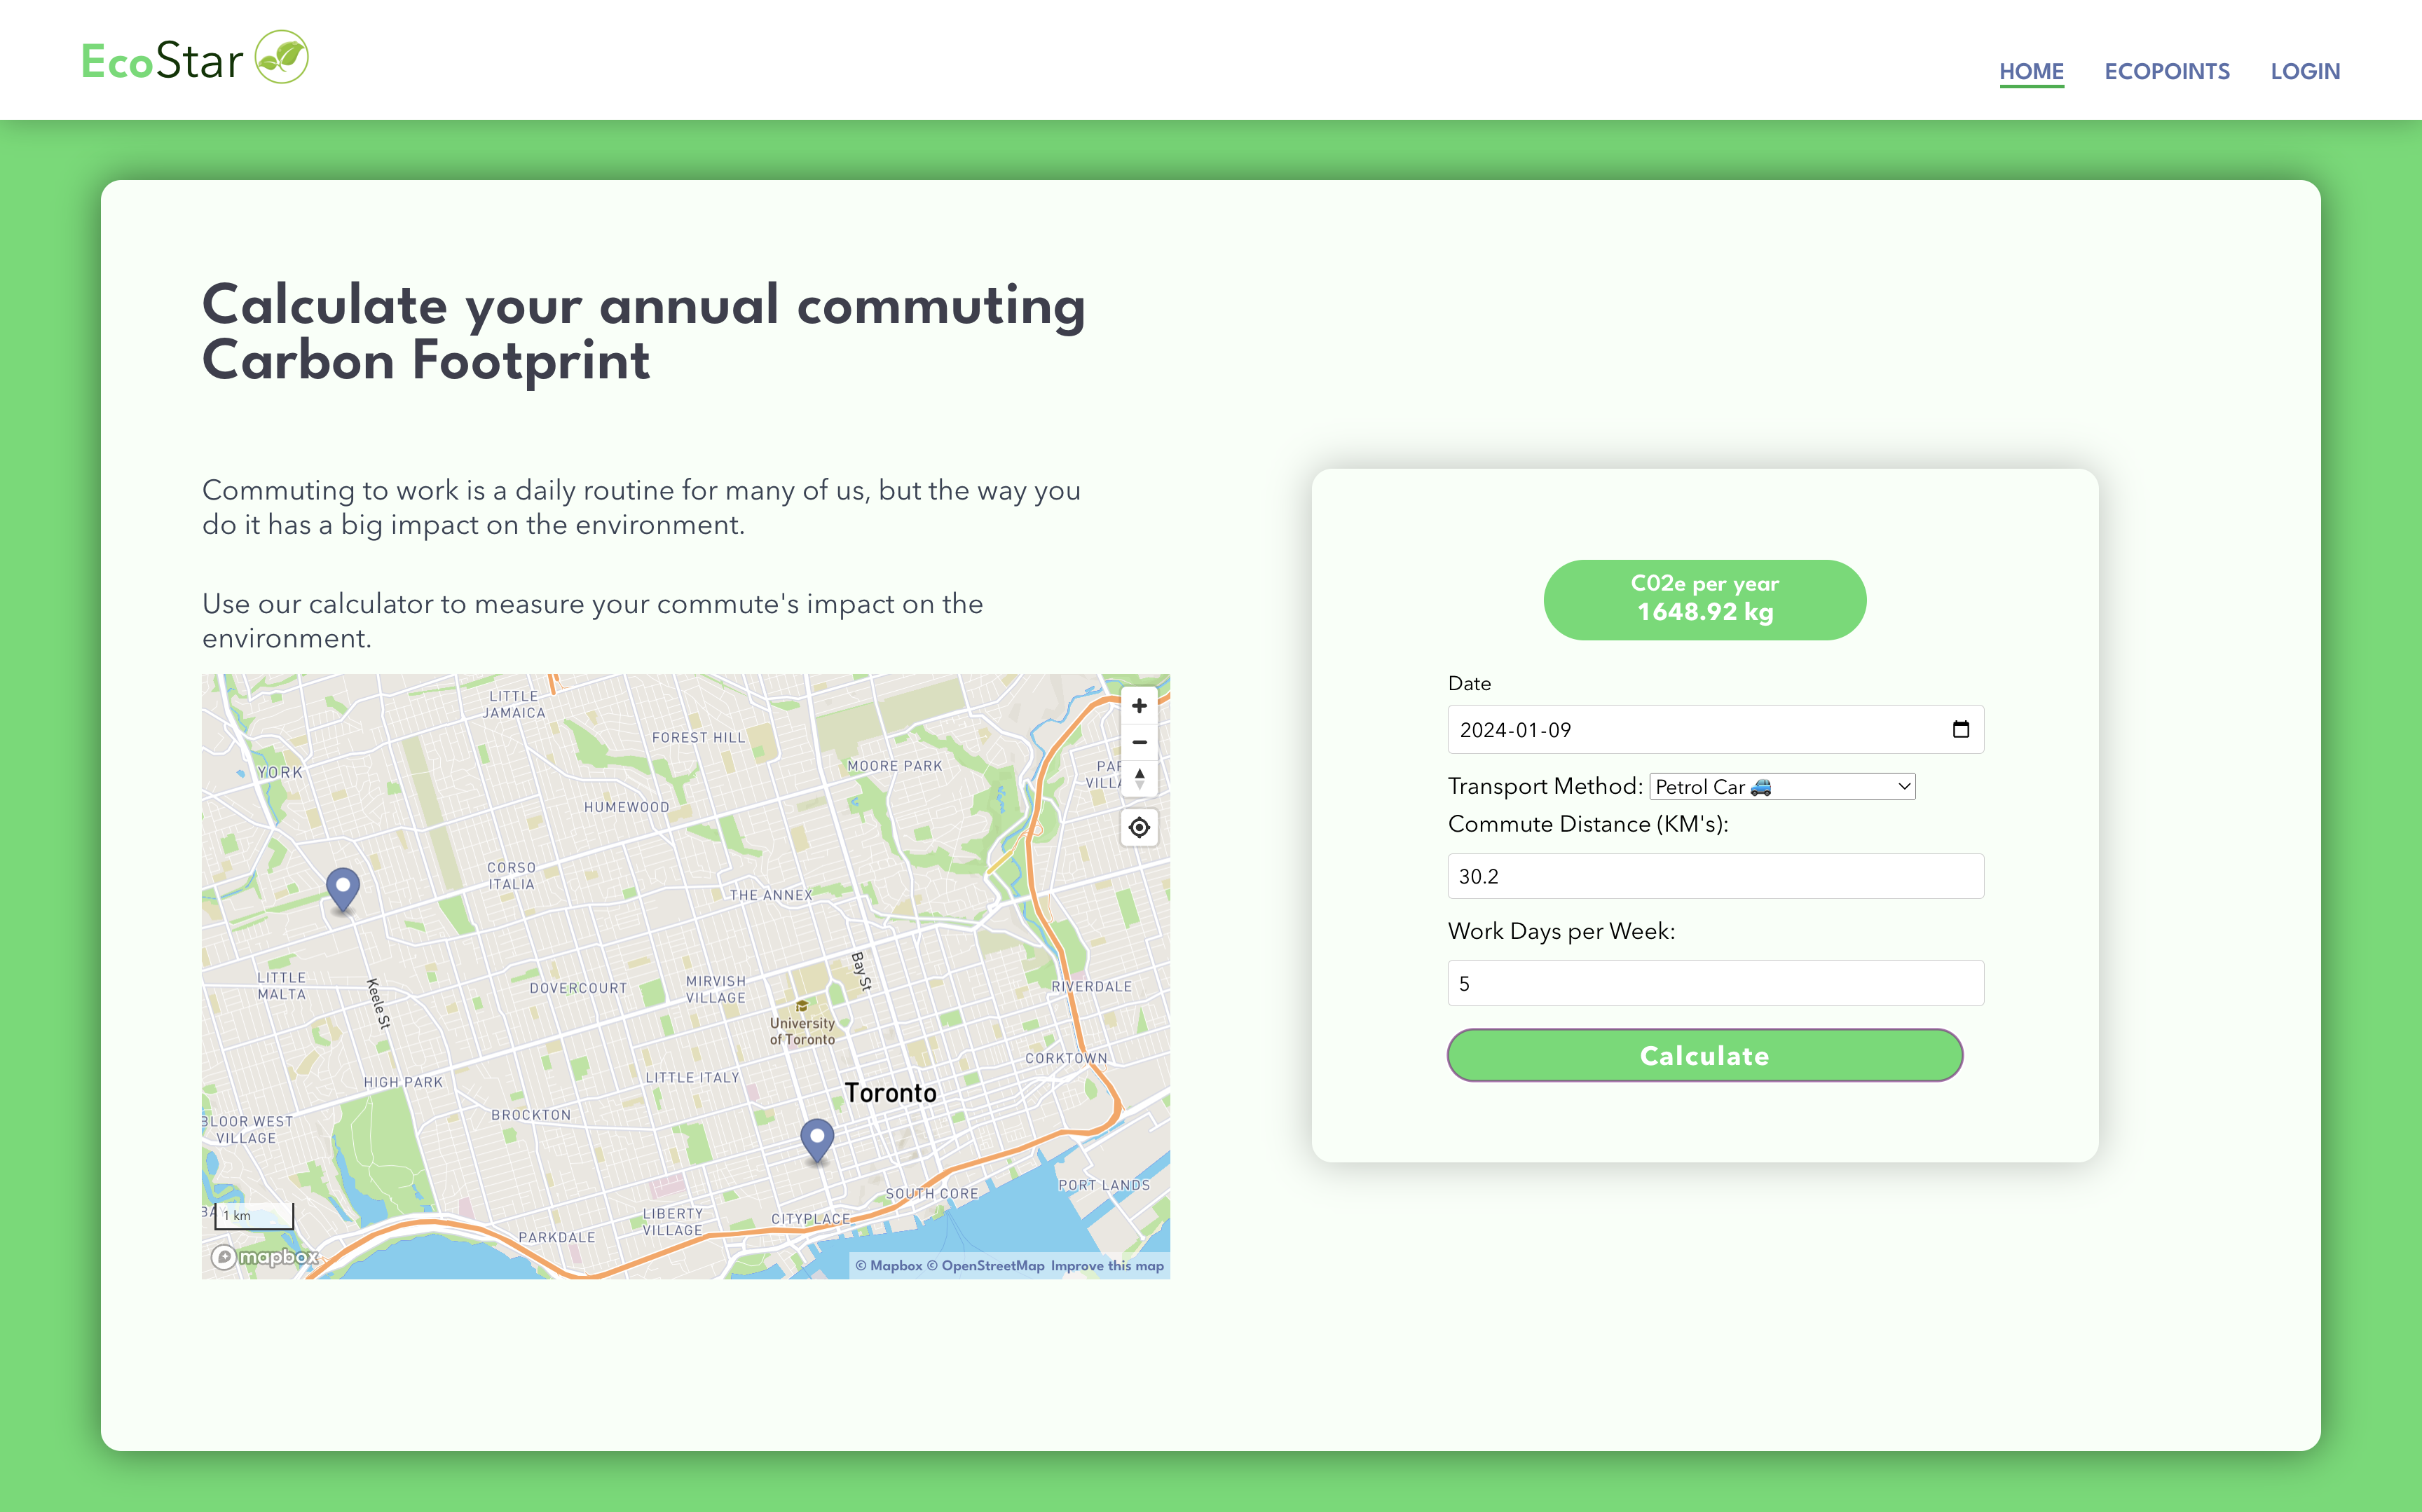 EcoStar
HOME ECOPOINTS LOGIN
Calculate your annual commuting
Carbon Footprint
Commuting to work is a daily routine for many of us, but the way you
do it has a big impact on the environment.
Use our calculator to measure your commute's impact on the
environment.
LITTLE
JAMAICA
FOREST HILL
YORK
MOORE PARK
HUMEWOOD
CORSO
ITALIA
THE ANNEX
LITTLE
MALTA
Keele St
DOVERCOURT
MIRVISH
VILLAGE
Bay St
RIVERDALE
University
of Toronto
CORKTOWN
HIGH PARK
LITTLE ITALY
Toronto
BLOOR WEST
VILLAGE
BROCKTON
SOUTH CORE
PORT LANDS
1 km
LIBERTY
VILLAGE
CITYPLACE
PARKDALE
mapbox
© Mapbox © OpenStreetMap Improve this map
C02e per year
1648.92 kg
Date
2024-01-09
Transport Method: Petrol Car
Commute Distance (KM's):
30.2
Work Days per Week:
5
Calculate